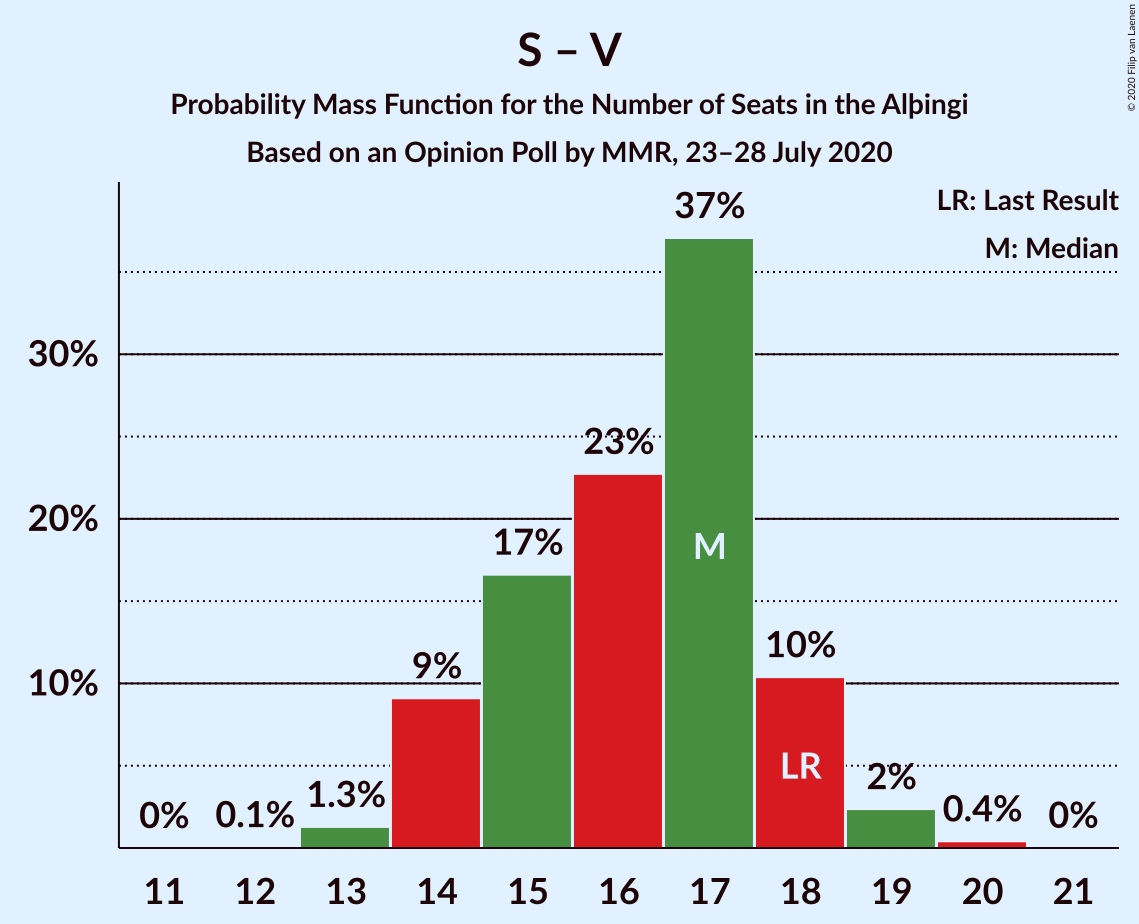 S – V
Probability Mass Function for the Number of Seats in the Alþingi
Based on an Opinion Poll by MMR, 23–28 July 2020
© 2020 Filip van Laenen
LR: Last Result
M: Median
37%
30%
23%
20%
17%
M
10%
9%
10%
LR
0%
0.1%
1.3%
2%
0.4%
0%
11 12 13 14 15 16 17 18 19 20 21